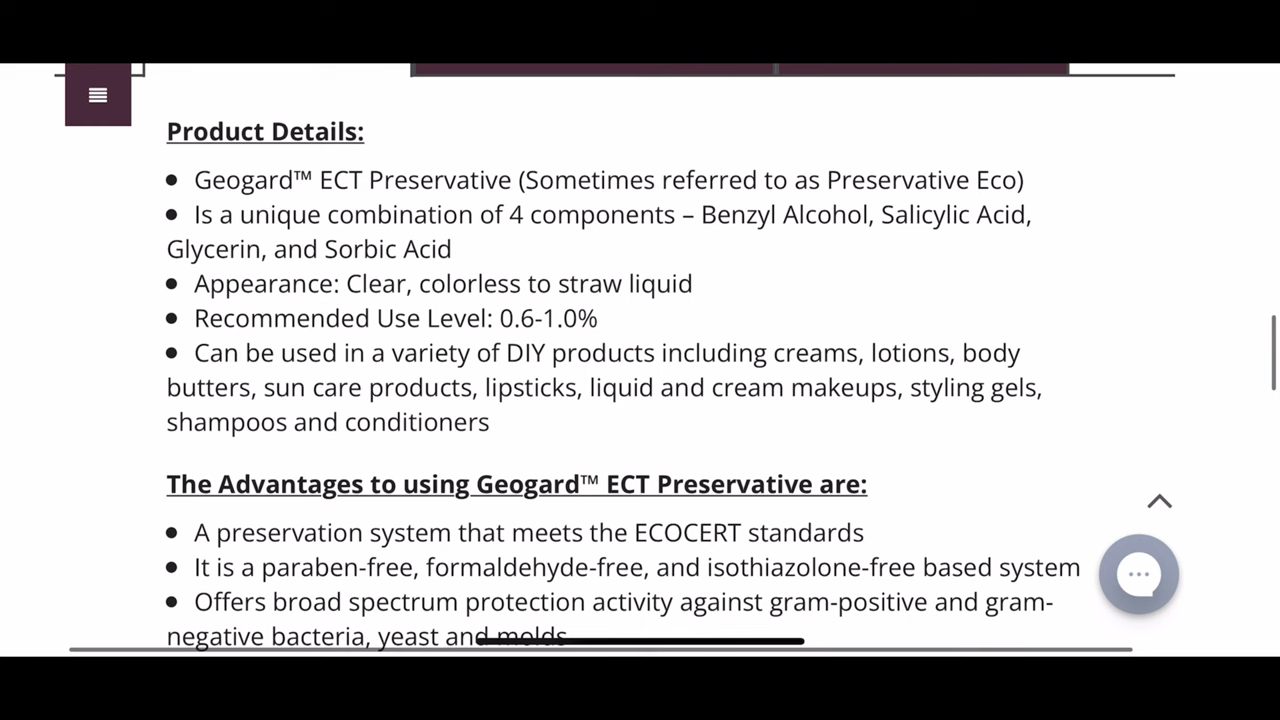 Product Details:
● Geogard™ ECT Preservative (Sometimes referred to as Preservative Eco)
● Is a unique combination of 4 components – Benzyl Alcohol, Salicylic Acid,
Glycerin, and Sorbic Acid
● Appearance: Clear, colorless to straw liquid
● Recommended Use Level: 0.6-1.0%
● Can be used in a variety of DIY products including creams, lotions, body
butters, sun care products, lipsticks, liquid and cream makeups, styling gels,
shampoos and conditioners
The Advantages to using Geogard™ ECT Preservative are:
● A preservation system that meets the ECOCERT standards
● It is a paraben-free, formaldehyde-free, and isothiazolone-free based system
● Offers broad spectrum protection activity against gram-positive and gram-
negative bacteria, yeast and molds